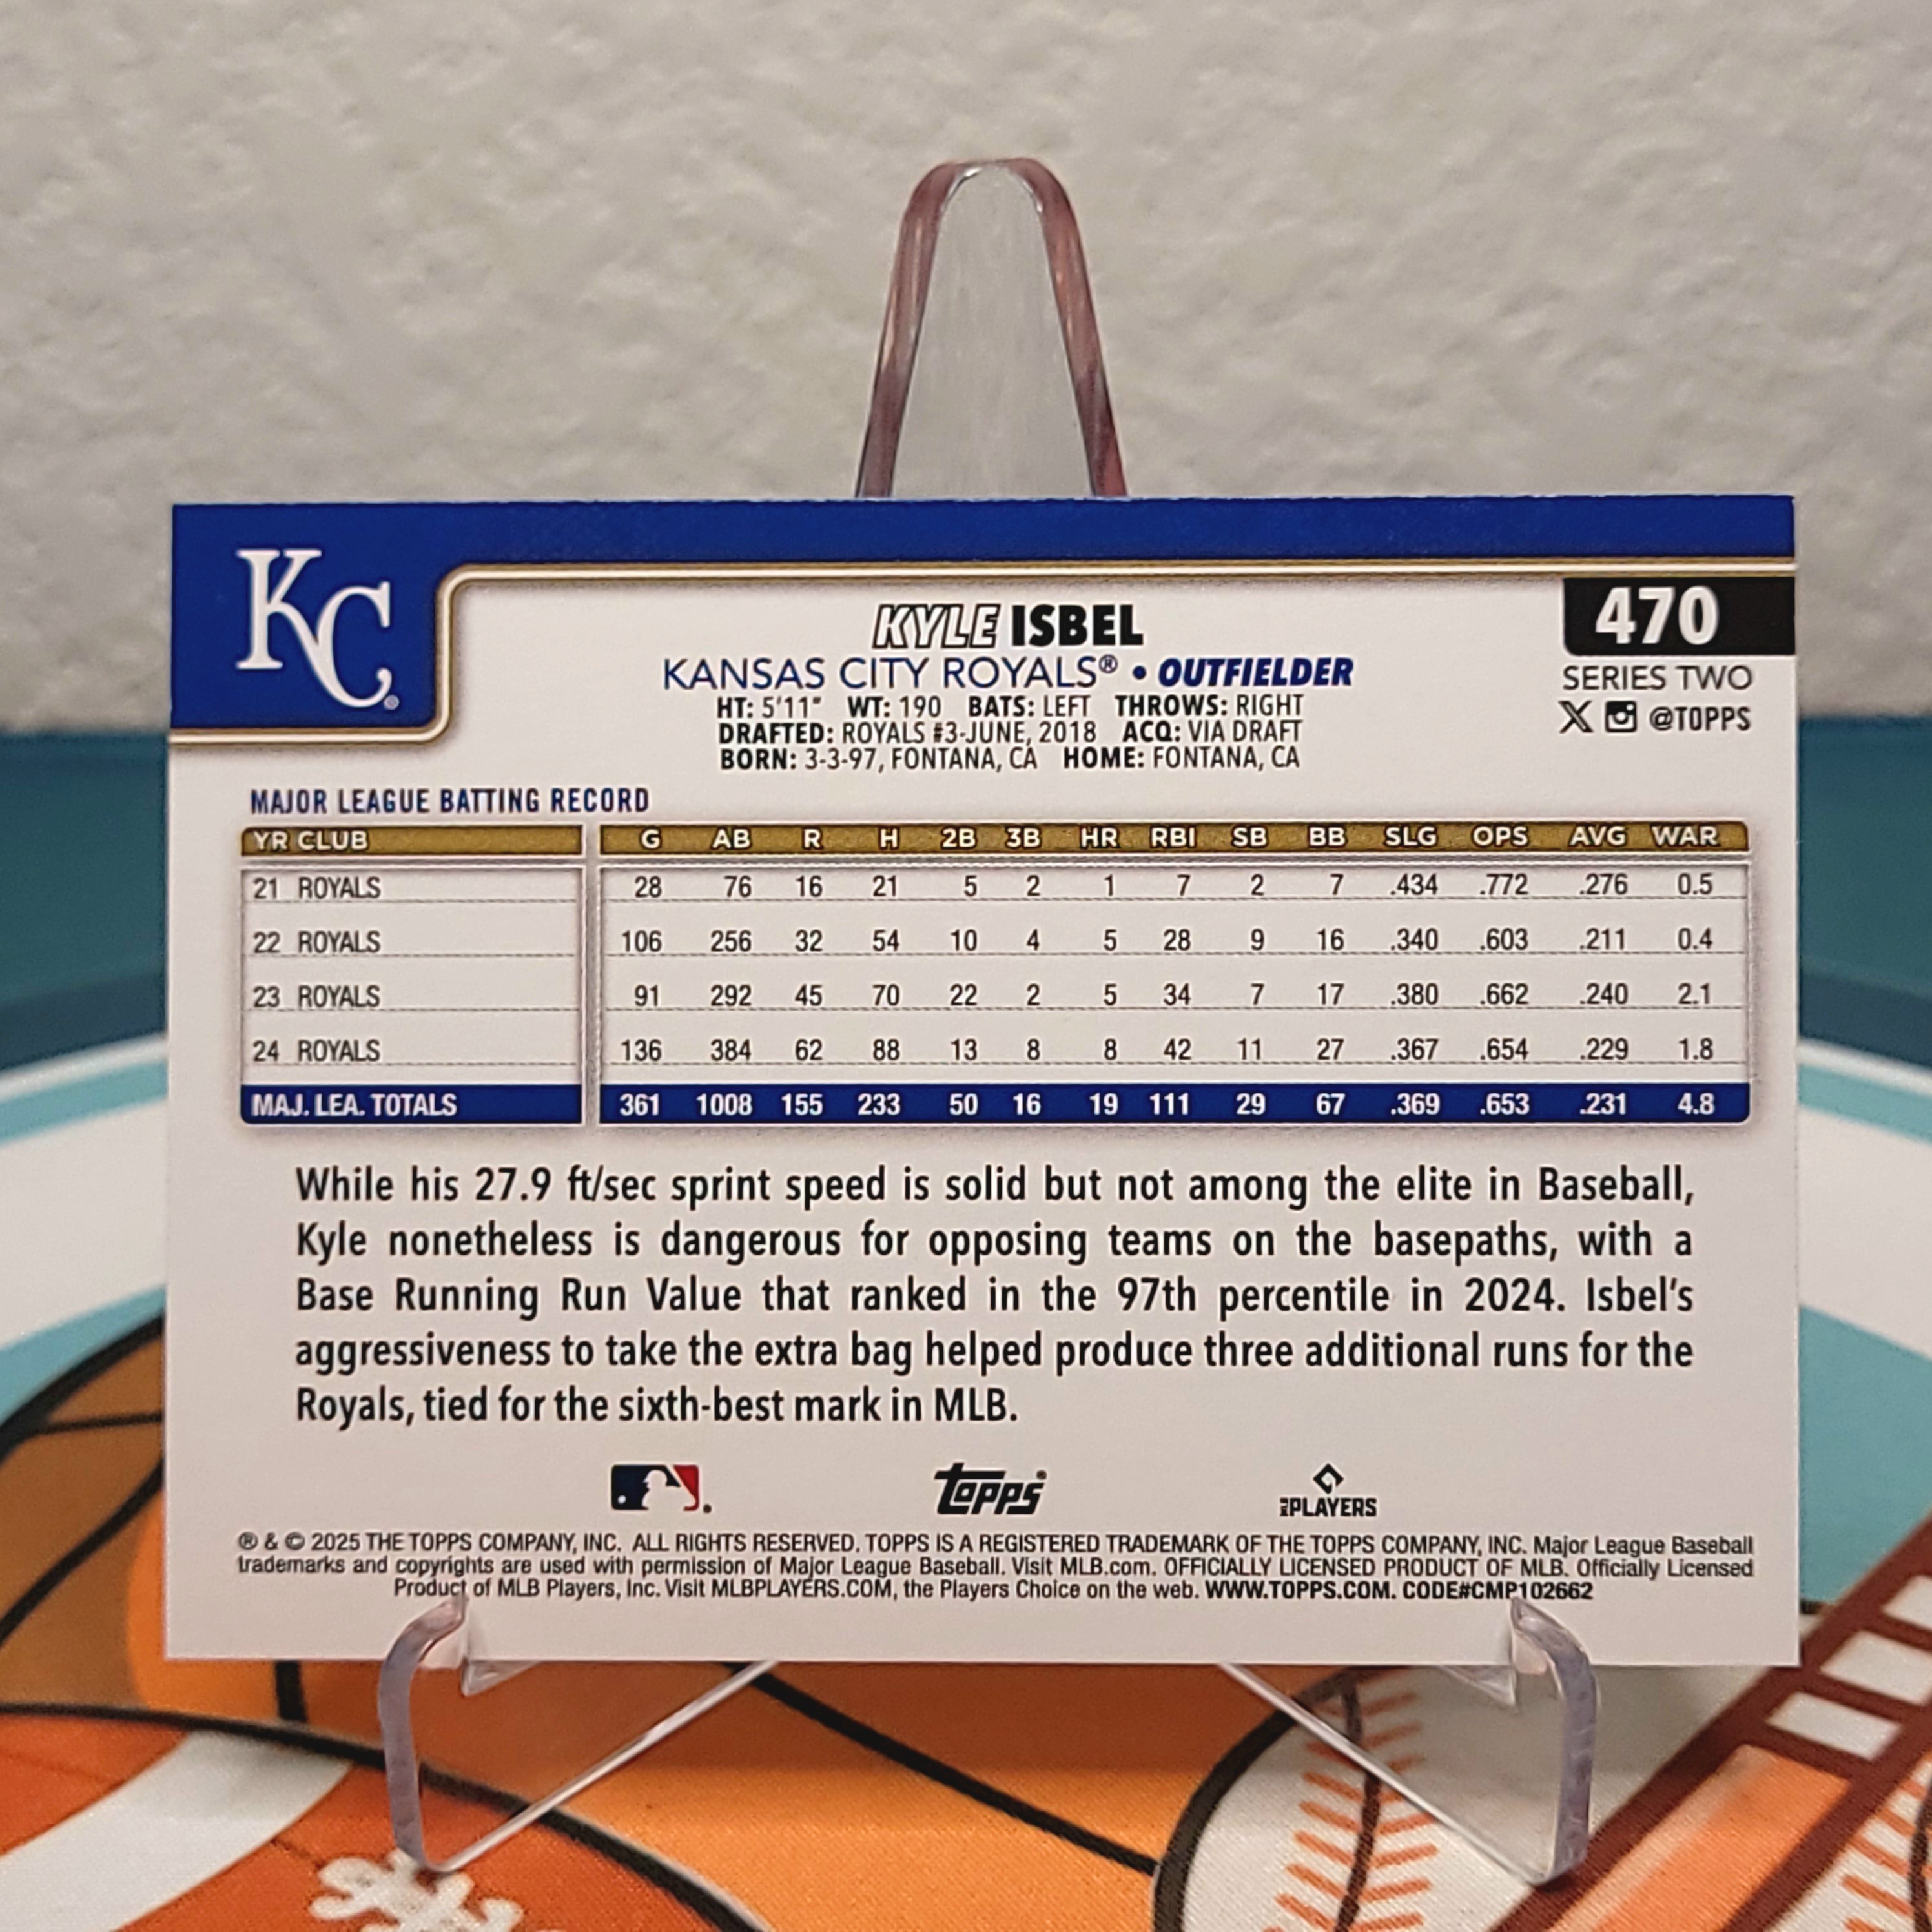 KC®
KYLE ISBEL
470
KANSAS CITY ROYALS® • OUTFIELDER
SERIES TWO
HT: 5'11" WT: 190 BATS: LEFT THROWS: RIGHT
X @TOPPS
DRAFTED: ROYALS #3-JUNE, 2018 ACQ: VIA DRAFT
BORN: 3-3-97, FONTANA, CA HOME: FONTANA, CA
MAJOR LEAGUE BATTING RECORD
YR CLUB G AB R H 2B 3B HR RBI SB BB SLG OPS AVG WAR
21 ROYALS 28 76 16 21 5 2 1 7 2 7 .434 .772 .276 0.5
22 ROYALS 106 256 32 54 10 4 5 28 9 16 .340 .603 .211 0.4
23 ROYALS 91 292 45 70 22 2 5 34 7 17 .380 .662 .240 2.1
24 ROYALS 136 384 62 88 13 8 8 42 11 27 .367 .654 .229 1.8
MAJ. LEA. TOTALS 361 1008 155 233 50 16 19 111 29 67 .369 .653 .231 4.8
While his 27.9 ft/sec sprint speed is solid but not among the elite in Baseball,
Kyle nonetheless is dangerous for opposing teams on the basepaths, with a
Base Running Run Value that ranked in the 97th percentile in 2024. Isbel's
aggressiveness to take the extra bag helped produce three additional runs for the
Royals, tied for the sixth-best mark in MLB.
Topps®
MLB PLAYERS
® & © 2025 THE TOPPS COMPANY, INC. ALL RIGHTS RESERVED. TOPPS IS A REGISTERED TRADEMARK OF THE TOPPS COMPANY, INC. Major League Baseball
trademarks and copyrights are used with permission of Major League Baseball. Visit MLB.com. OFFICIALLY LICENSED PRODUCT OF MLB. Officially Licensed
Product of MLB Players, Inc. Visit MLBPLAYERS.COM, the Players Choice on the web. WWW.TOPPS.COM. CODE#CMP102662